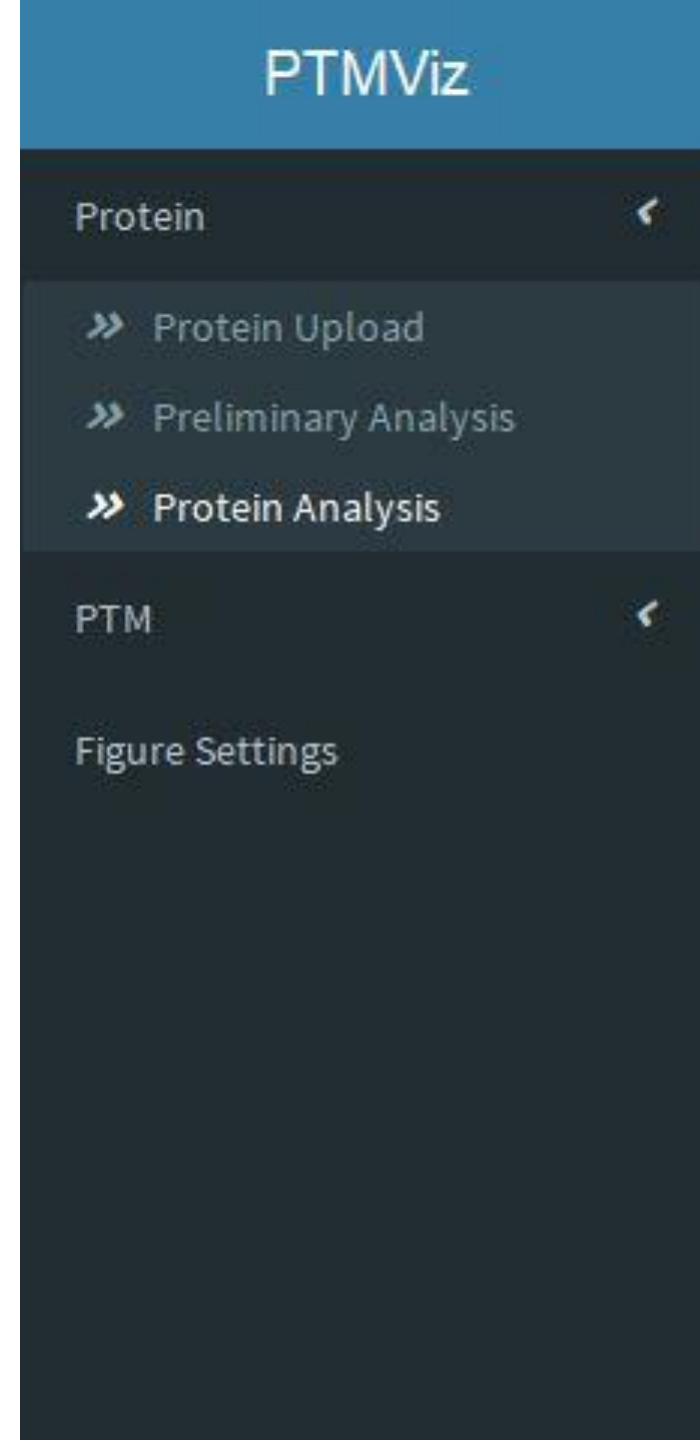 PTMViz
Protein
Protein Upload
Preliminary Analysis
Protein Analysis
PTM
Figure Settings